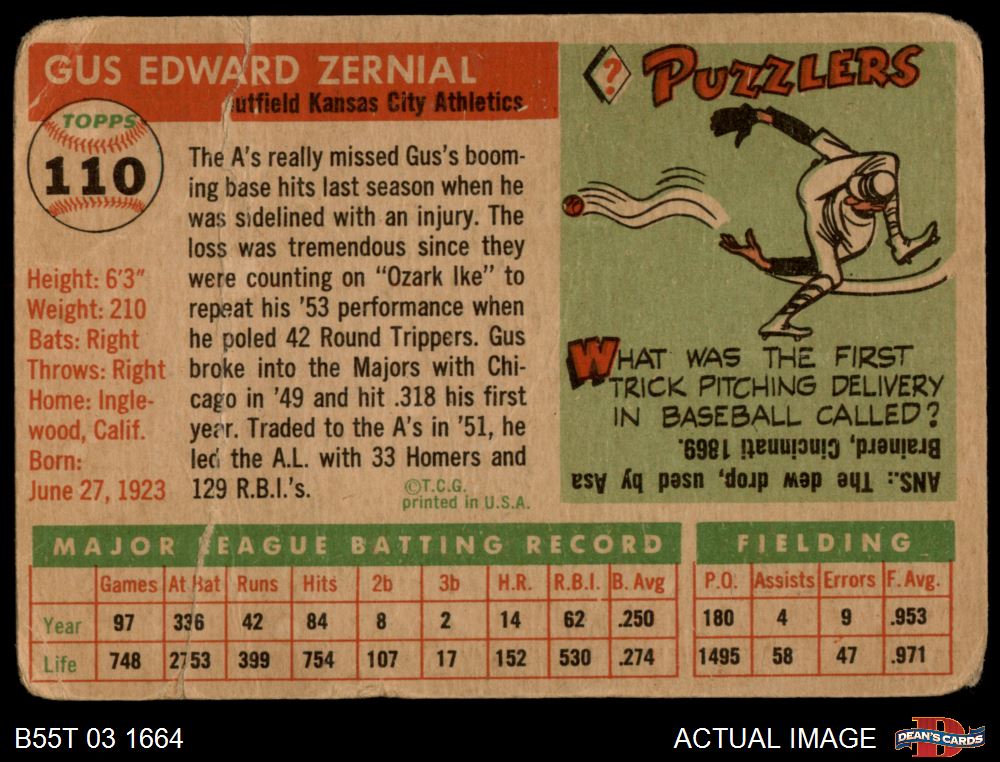 GUS EDWARD ZERNIAL
utfield Kansas City Athletics
TOPPS
110
The A's really missed Gus's boom-
ing base hits last season when he
was sidelined with an injury. The
loss was tremendous since they
were counting on "Ozark Ike" to
repeat his '53 performance when
he poled 42 Round Trippers. Gus
broke into the Majors with Chi-
cago in '49 and hit .318 his first
year. Traded to the A's in '51, he
led the A.L. with 33 Homers and
129 R.B.I.'s.
©T.C.G.
printed in U.S.A.
Height: 6'3"
Weight: 210
Bats: Right
Throws: Right
Home: Ingle-
wood, Calif.
Born:
June 27, 1923
?
PUZZLERS
WHAT WAS THE FIRST
TRICK PITCHING DELIVERY
IN BASEBALL CALLED?
ANS.: The dew drop, used by Asa
Brainerd, Cincinnati 1869.
MAJOR LEAGUE BATTING RECORD FIELDING
Games At Bat Runs Hits 2b 3b H.R. R.B.I. B. Avg P.O. Assists Errors F. Avg.
Year 97 336 42 84 8 2 14 62 .250 180 4 9 .953
Life 748 2753 399 754 107 17 152 530 .274 1495 58 47 .971
B55T 03 1664
ACTUAL IMAGE
D
DEAN'S CARDS